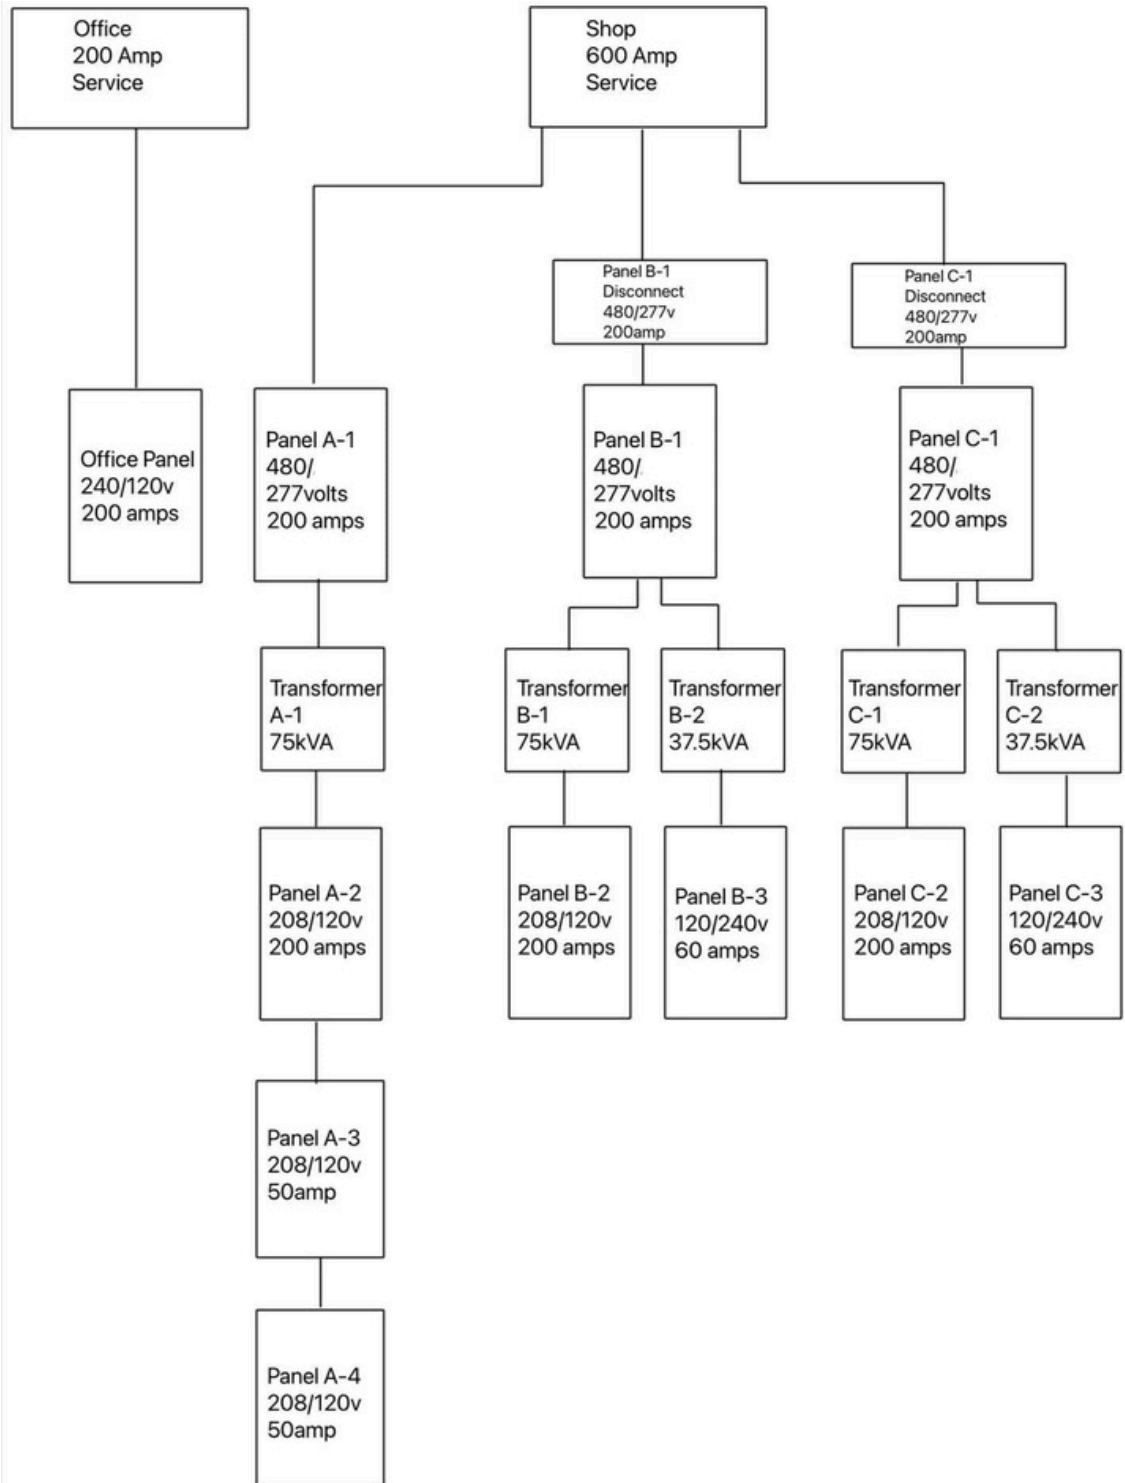 Office
200 Amp
Service
Shop
600 Amp
Service
Panel B-1
Disconnect
480/277v
200amp
Panel C-1
Disconnect
480/277v
200amp
Office Panel
240/120v
200 amps
Panel A-1
480/
277volts
200 amps
Panel B-1
480/
277volts
200 amps
Panel C-1
480/
277volts
200 amps
Transformer
A-1
75kVA
Transformer
B-1
75kVA
Transformer
B-2
37.5kVA
Transformer
C-1
75kVA
Transformer
C-2
37.5kVA
Panel A-2
208/120v
200 amps
Panel B-2
208/120v
200 amps
Panel B-3
120/240v
60 amps
Panel C-2
208/120v
200 amps
Panel C-3
120/240v
60 amps
Panel A-3
208/120v
50amp
Panel A-4
208/120v
50amp